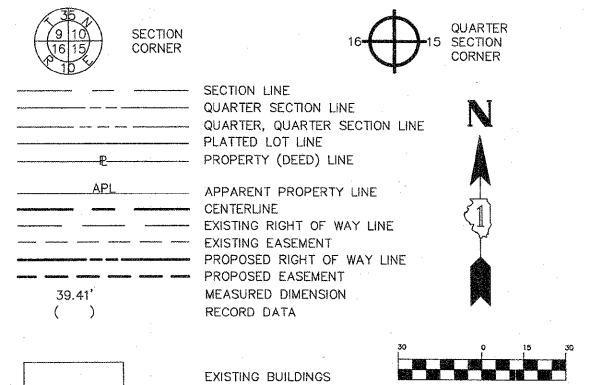 T 35 N
9 10
16 15
R 10 E
SECTION
CORNER
16 15
QUARTER
SECTION
CORNER
SECTION LINE
QUARTER SECTION LINE
QUARTER, QUARTER SECTION LINE
PLATTED LOT LINE
PL PROPERTY (DEED) LINE
APL APPARENT PROPERTY LINE
CENTERLINE
EXISTING RIGHT OF WAY LINE
EXISTING EASEMENT
PROPOSED RIGHT OF WAY LINE
PROPOSED EASEMENT
39.41' MEASURED DIMENSION
( ) RECORD DATA
N
1
EXISTING BUILDINGS
30 0 15 30